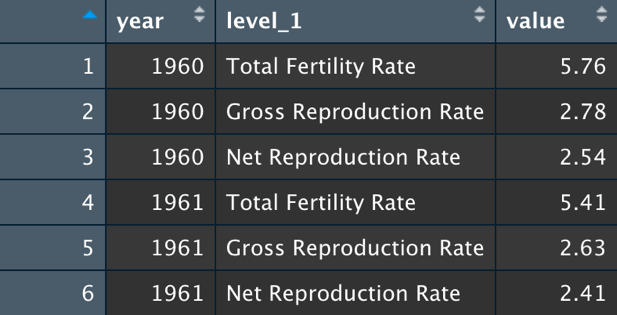 year level_1 value
1 1960 Total Fertility Rate 5.76
2 1960 Gross Reproduction Rate 2.78
3 1960 Net Reproduction Rate 2.54
4 1961 Total Fertility Rate 5.41
5 1961 Gross Reproduction Rate 2.63
6 1961 Net Reproduction Rate 2.41